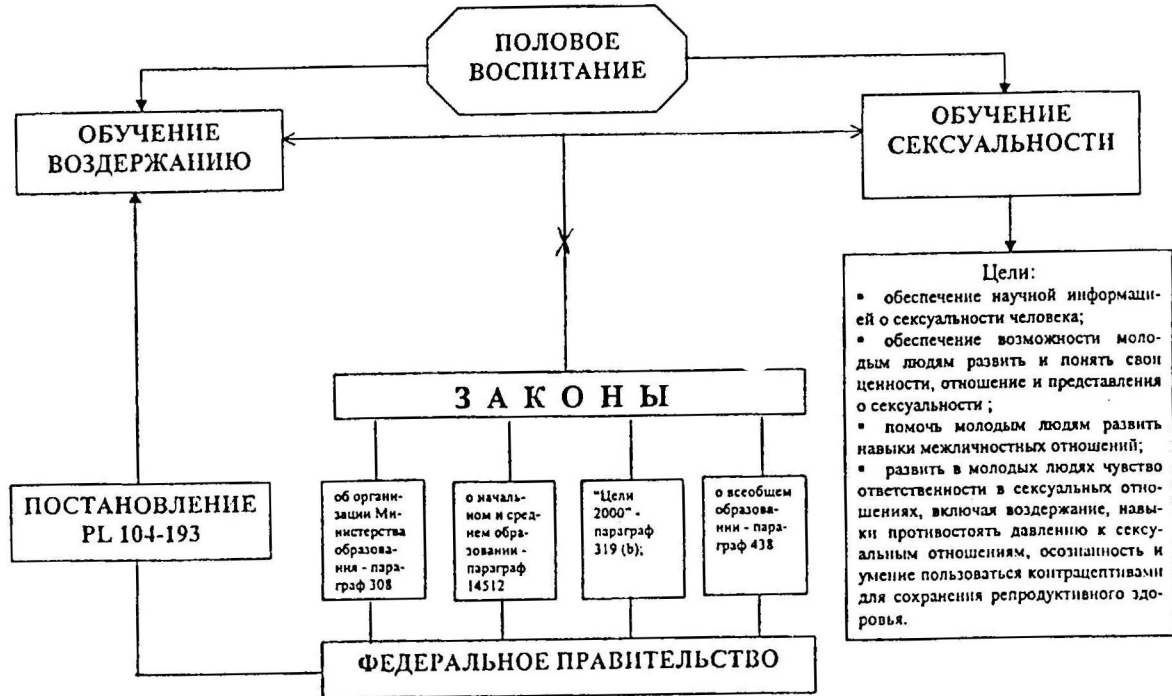 ПОЛОВОЕ
ВОСПИТАНИЕ
ОБУЧЕНИЕ
ВОЗДЕРЖАНИЮ
ОБУЧЕНИЕ
СЕКСУАЛЬНОСТИ
Цели:
▪ обеспечение научной информаци-
ей о сексуальности человека;
▪ обеспечение возможности моло-
дым людям развить и понять свои
ценности, отношение и представления
о сексуальности ;
▪ помочь молодым людям развить
навыки межличностных отношений;
▪ развить в молодых людях чувство
ответственности в сексуальных отно-
шениях, включая воздержание, навы-
ки противостоять давлению к сексу-
альным отношениям, осознанность и
умение пользоваться контрацептивами
для сохранения репродуктивного здо-
ровья.
З А К О Н Ы
ПОСТАНОВЛЕНИЕ
PL 104-193
об органи-
зации Ми-
нистерства
образова-
ния - пара-
граф 308
о началь-
ном и сред-
нем обра-
зовании -
параграф
14512
"Цели
2000" -
параграф
319 (b);
о всеобщем
образова-
нии - пара-
граф 438
ФЕДЕРАЛЬНОЕ ПРАВИТЕЛЬСТВО